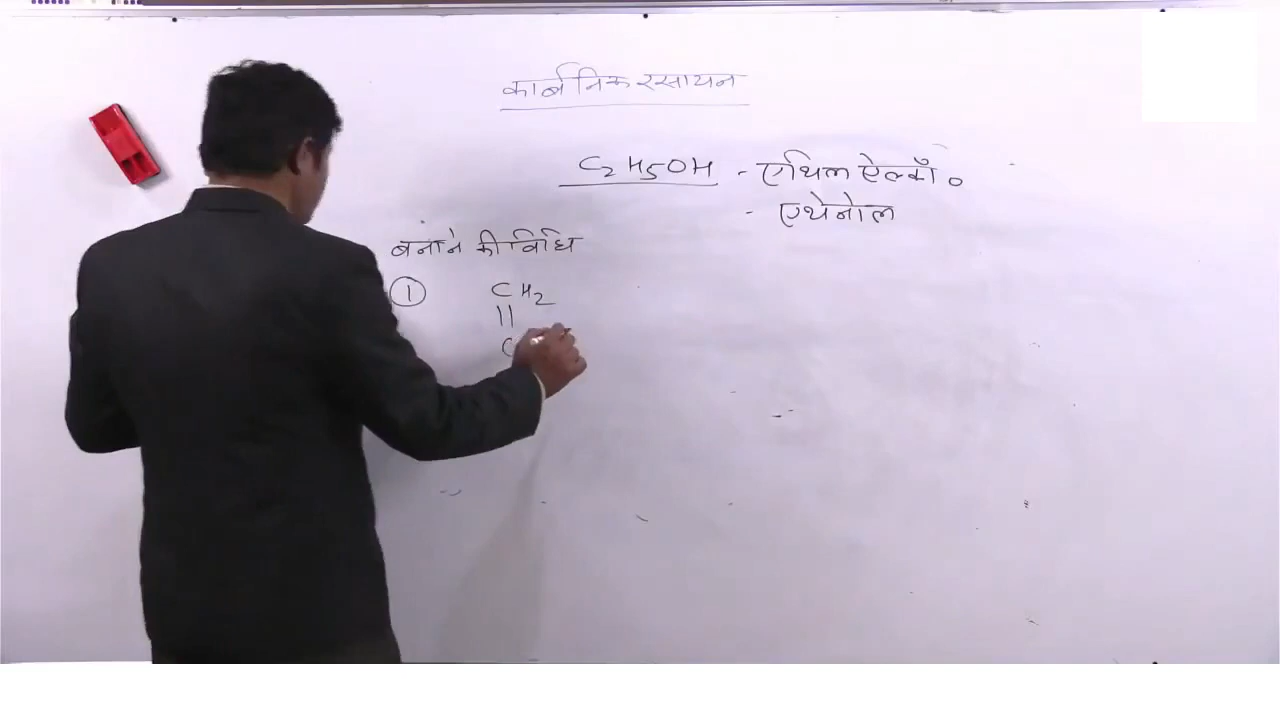 कार्बनिक रसायन
C₂H₅OH - एथिल ऐल्कॉ०
- एथेनोल
बनाने की विधि
① CH₂
||
C